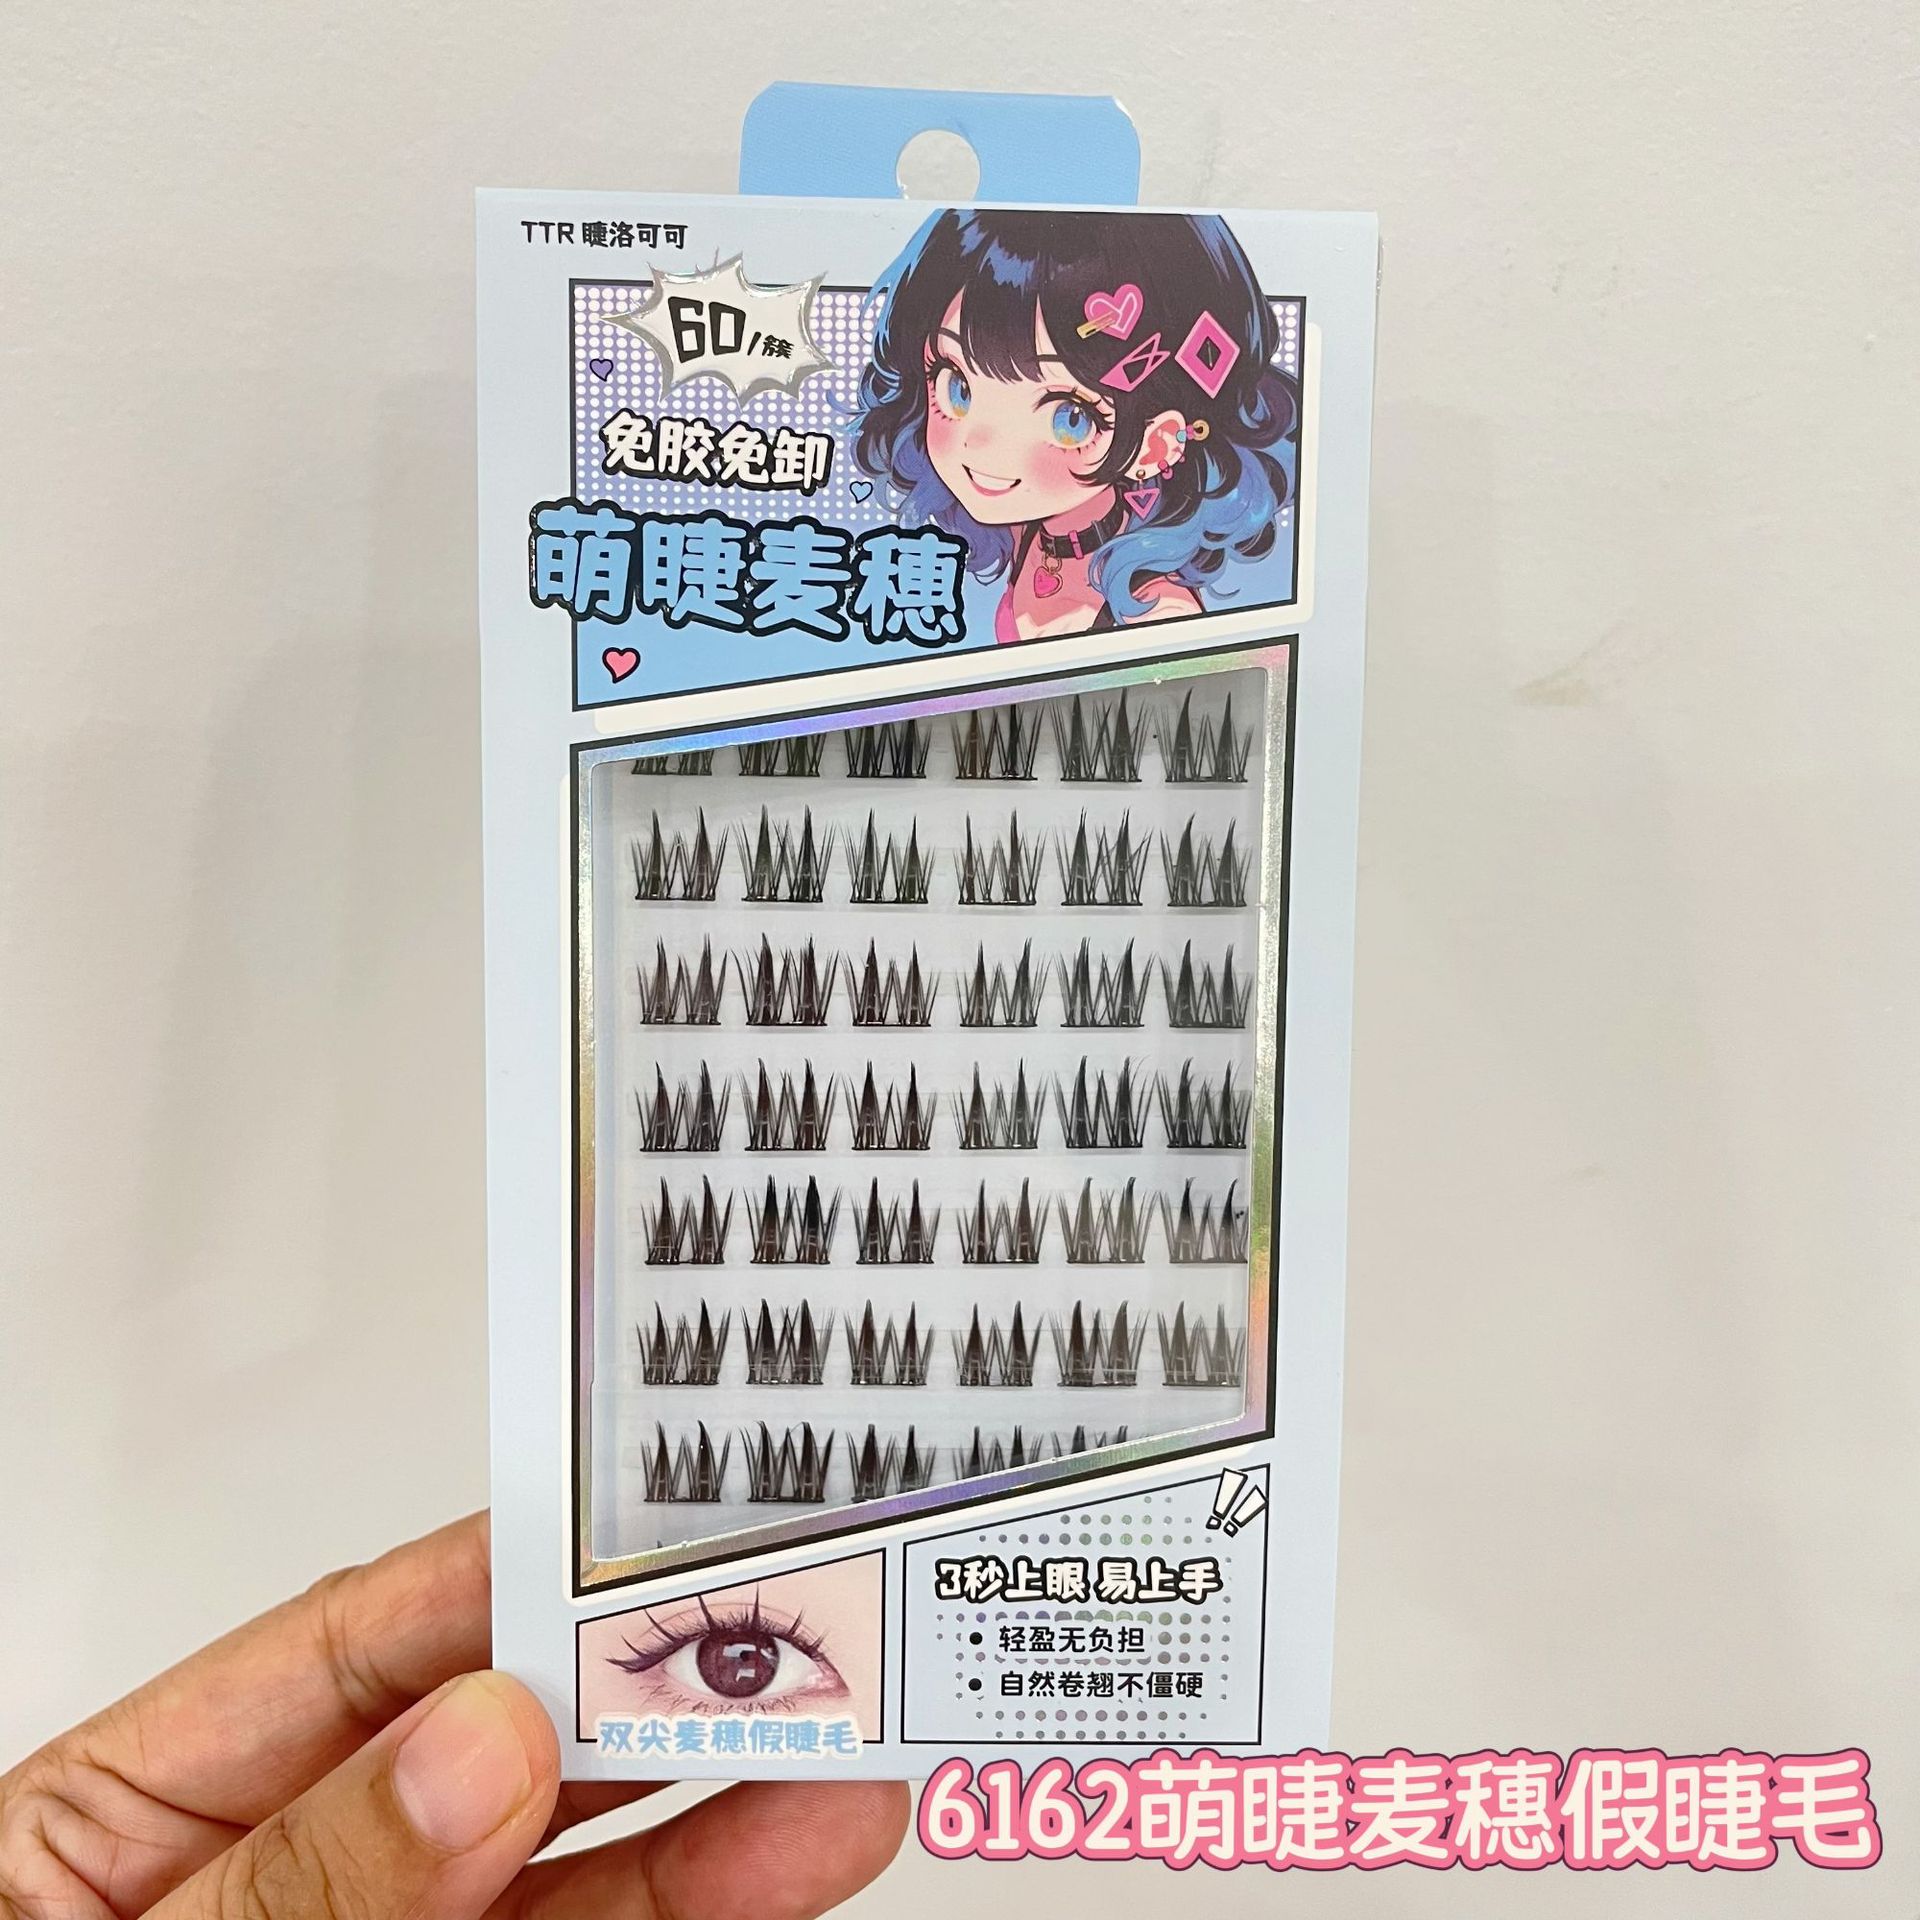 TTR 睫洛可可
60/簇
免胶免卸
萌睫麦穗
3秒上眼 易上手
• 轻盈无负担
• 自然卷翘不僵硬
双尖麦穗假睫毛
6162萌睫麦穗假睫毛